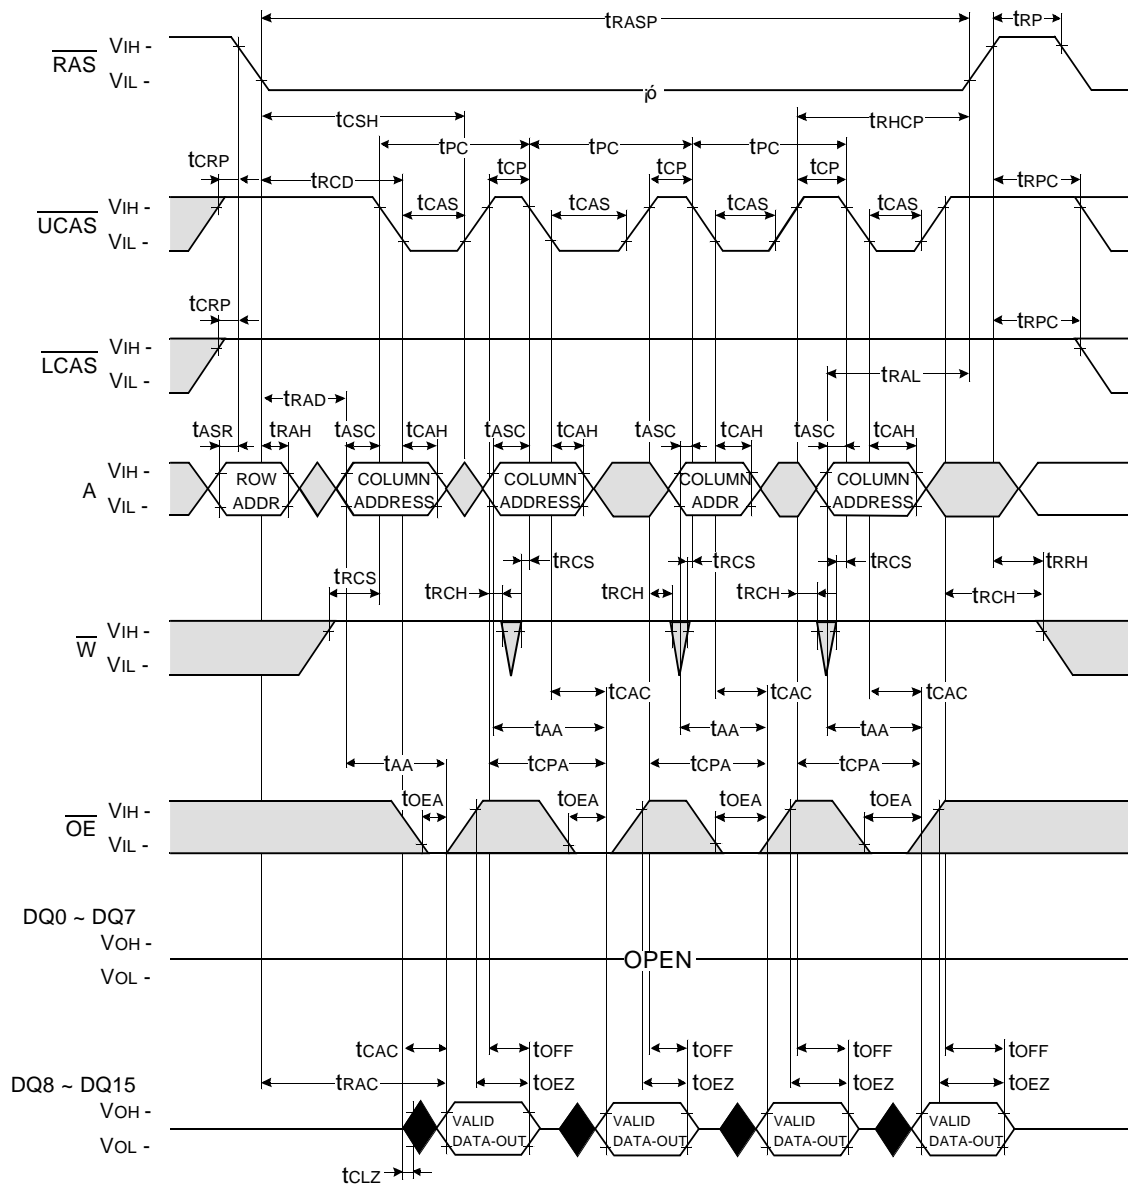 tRASP
tRP
RAS
VIH -
VIL -
ió
tCSH
tRHCP
tPC
tPC
tPC
tCRP
tRCD
tCP
tCP
tCP
tRPC
UCAS
VIH -
VIL -
tCAS
tCAS
tCAS
tCAS
tCRP
tRPC
LCAS
VIH -
VIL -
tRAL
tRAD
tASR
tRAH
tASC
tCAH
tASC
tCAH
tASC
tCAH
tASC
tCAH
A
VIH -
VIL -
ROW
ADDR
COLUMN
ADDRESS
COLUMN
ADDRESS
COLUMN
ADDR
COLUMN
ADDRESS
tRCS
tRCS
tRCS
tRCS
tRRH
tRCH
tRCH
tRCH
tRCH
W
VIH -
VIL -
tCAC
tCAC
tCAC
tAA
tAA
tAA
tAA
tCPA
tCPA
tCPA
tOEA
tOEA
tOEA
tOEA
OE
VIH -
VIL -
DQ0 ~ DQ7
VOH -
VOL -
OPEN
tCAC
tOFF
tOFF
tOFF
tOFF
DQ8 ~ DQ15
tRAC
tOEZ
tOEZ
tOEZ
tOEZ
VOH -
VOL -
VALID
DATA-OUT
VALID
DATA-OUT
VALID
DATA-OUT
VALID
DATA-OUT
tCLZ